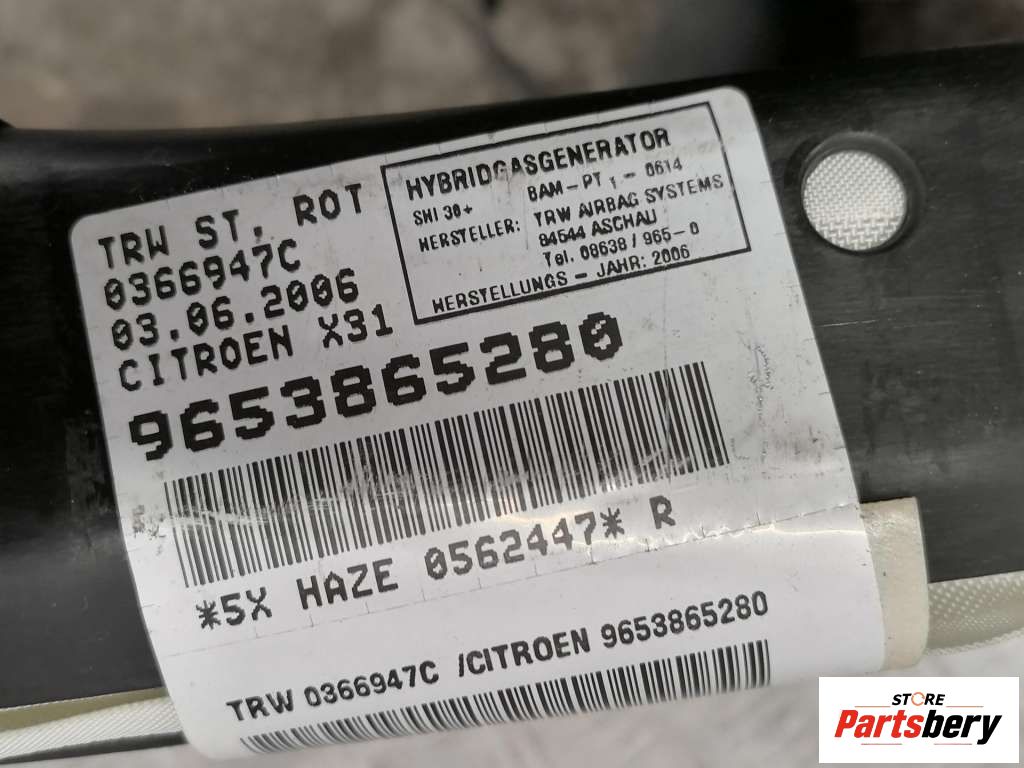 TRW ST. ROT
0366947C
03.06.2006
CITROEN X31
HYBRIDGASGENERATOR
SHI 30+ BAM-PT 1- 0614
HERSTELLER: TRW AIRBAG SYSTEMS
84544 ASCHAU
Tel. 08638 / 965-0
HERSTELLUNGS - JAHR: 2006
9653865280
*5X HAZE 0562447* R
TRW 0366947C /CITROEN 9653865280
STORE
Partsbery